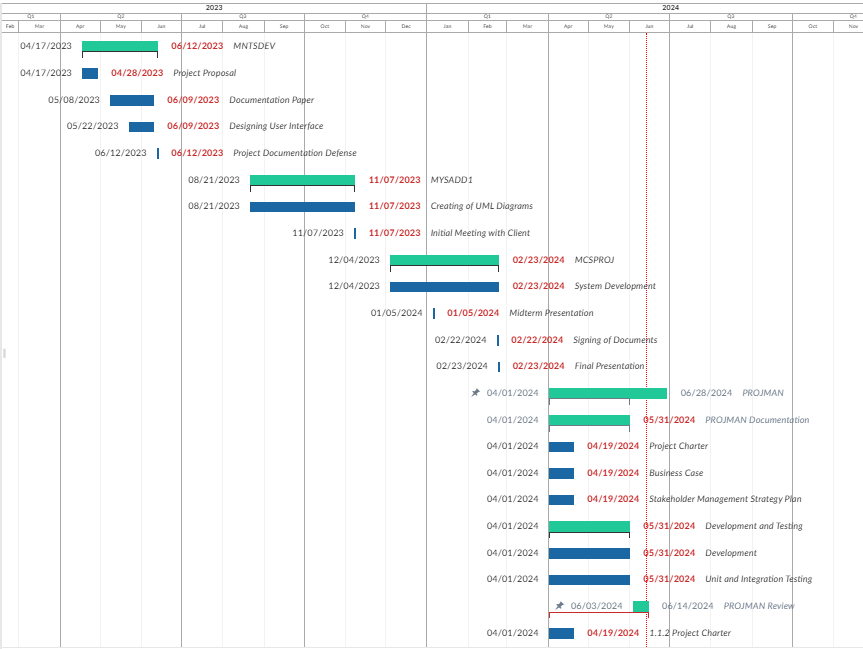 2023 2024
Q1 Q2 Q3 Q4 Q1 Q2 Q3 Q4
Feb Mar Apr May Jun Jul Aug Sep Oct Nov Dec Jan Feb Mar Apr May Jun Jul Aug Sep Oct Nov
04/17/2023 06/12/2023 MNTSDEV
04/17/2023 04/28/2023 Project Proposal
05/08/2023 06/09/2023 Documentation Paper
05/22/2023 06/09/2023 Designing User Interface
06/12/2023 06/12/2023 Project Documentation Defense
08/21/2023 11/07/2023 MYSADD1
08/21/2023 11/07/2023 Creating of UML Diagrams
11/07/2023 11/07/2023 Initial Meeting with Client
12/04/2023 02/23/2024 MCSPROJ
12/04/2023 02/23/2024 System Development
01/05/2024 01/05/2024 Midterm Presentation
02/22/2024 02/22/2024 Signing of Documents
02/23/2024 02/23/2024 Final Presentation
04/01/2024 06/28/2024 PROJMAN
04/01/2024 05/31/2024 PROJMAN Documentation
04/01/2024 04/19/2024 Project Charter
04/01/2024 04/19/2024 Business Case
04/01/2024 04/19/2024 Stakeholder Management Strategy Plan
04/01/2024 05/31/2024 Development and Testing
04/01/2024 05/31/2024 Development
04/01/2024 05/31/2024 Unit and Integration Testing
06/03/2024 06/14/2024 PROJMAN Review
04/01/2024 04/19/2024 1.1.2 Project Charter